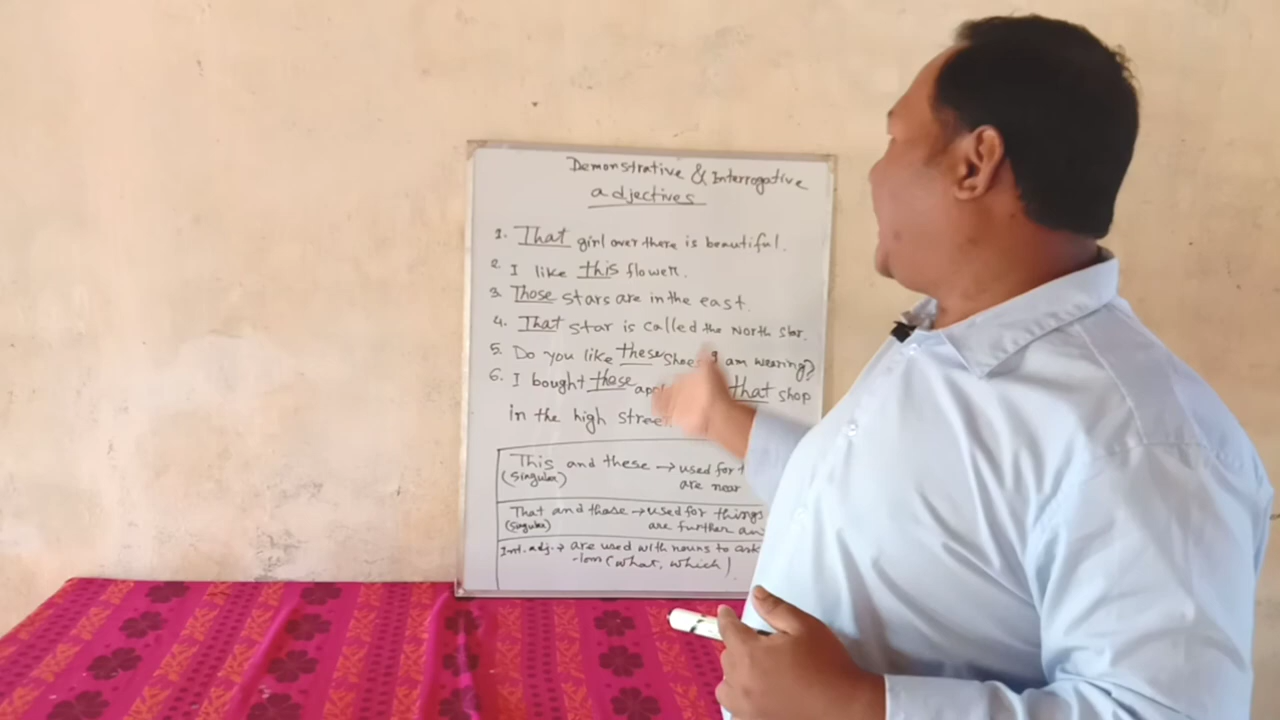 Demonstrative & Interrogative
adjectives
1. That girl over there is beautiful.
2. I like this flower.
3. Those stars are in the east.
4. That star is called the North star.
5. Do you like these am wearing?
6. I bought these that shop
in the high
This and these → used for
(Singular) are near
That and those → used for things
(Singular) are further
Int. adj. → are used with nouns to ask
-ions (what, which)